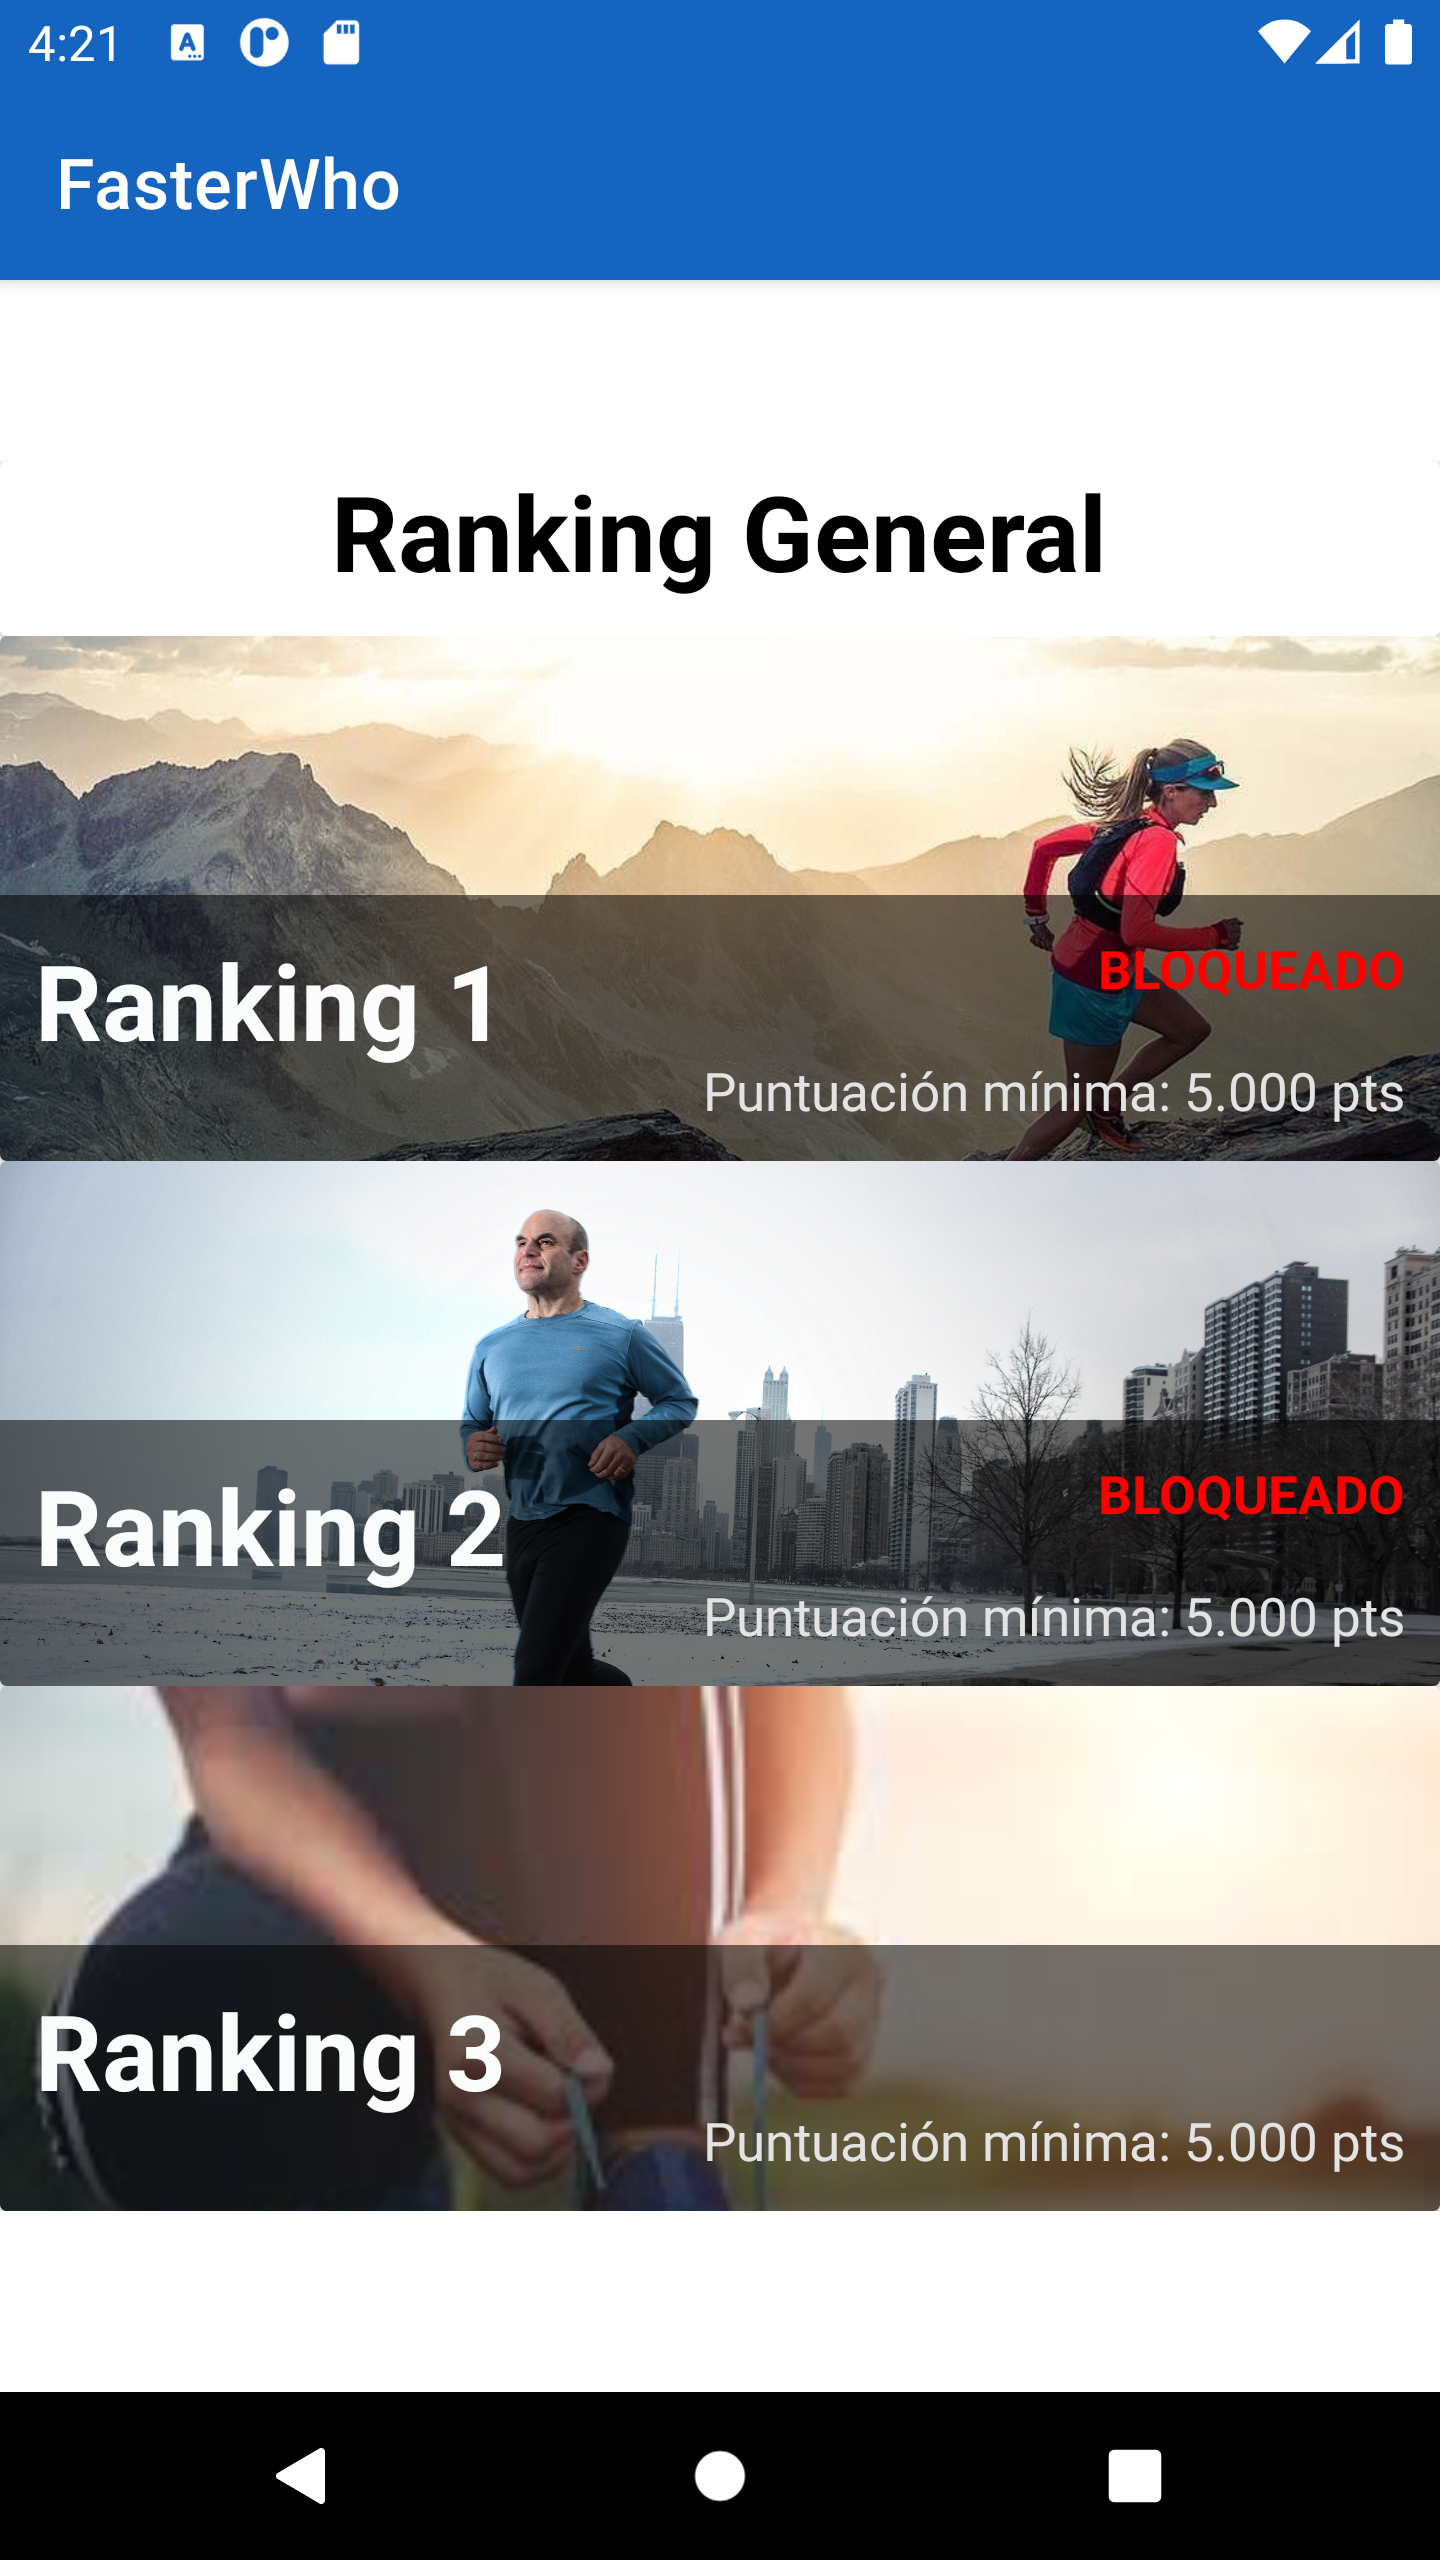 4:21
FasterWho
Ranking General
BLOQUEADO
Ranking 1
Puntuación mínima: 5.000 pts
BLOQUEADO
Ranking 2
Puntuación mínima: 5.000 pts
Ranking 3
Puntuación mínima: 5.000 pts